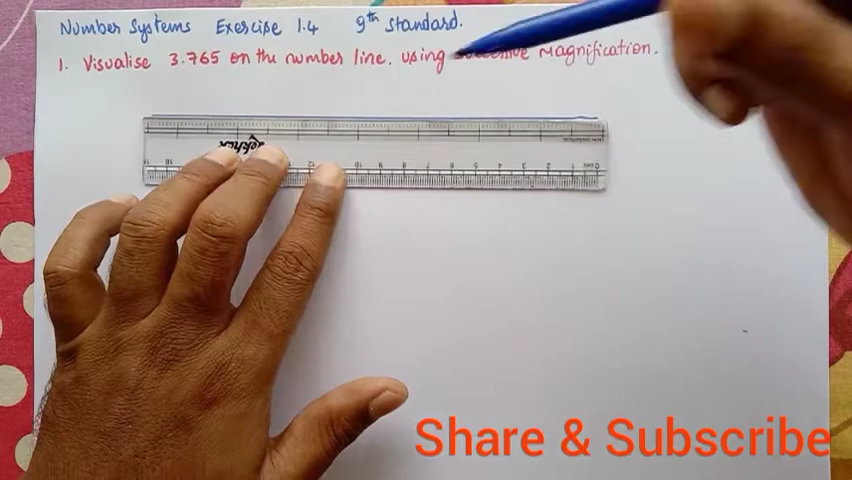 Number Systems Exercise 1.4 9th Standard.
1. Visualise 3.765 on the number line. using Magnification.
Share & Subscribe